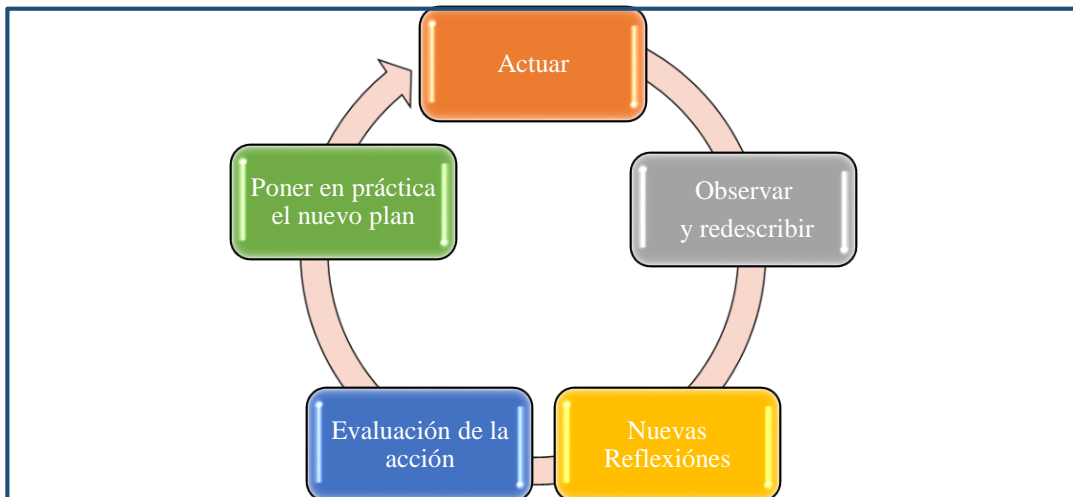 Actuar
Observar
y redescribir
Nuevas
Reflexiónes
Evaluación de la
acción
Poner en práctica
el nuevo plan